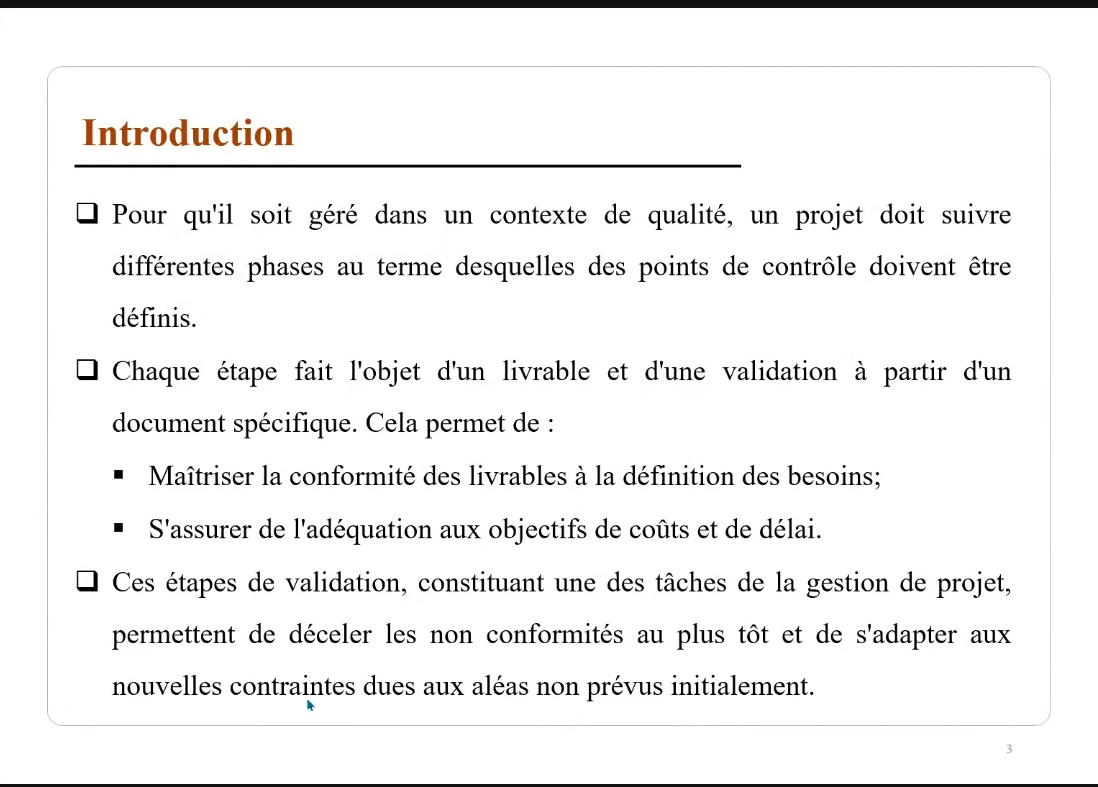 Introduction
Pour qu'il soit géré dans un contexte de qualité, un projet doit suivre
différentes phases au terme desquelles des points de contrôle doivent être
définis.
Chaque étape fait l'objet d'un livrable et d'une validation à partir d'un
document spécifique. Cela permet de :
Maîtriser la conformité des livrables à la définition des besoins;
S'assurer de l'adéquation aux objectifs de coûts et de délai.
Ces étapes de validation, constituant une des tâches de la gestion de projet,
permettent de déceler les non conformités au plus tôt et de s'adapter aux
nouvelles contraintes dues aux aléas non prévus initialement.
3